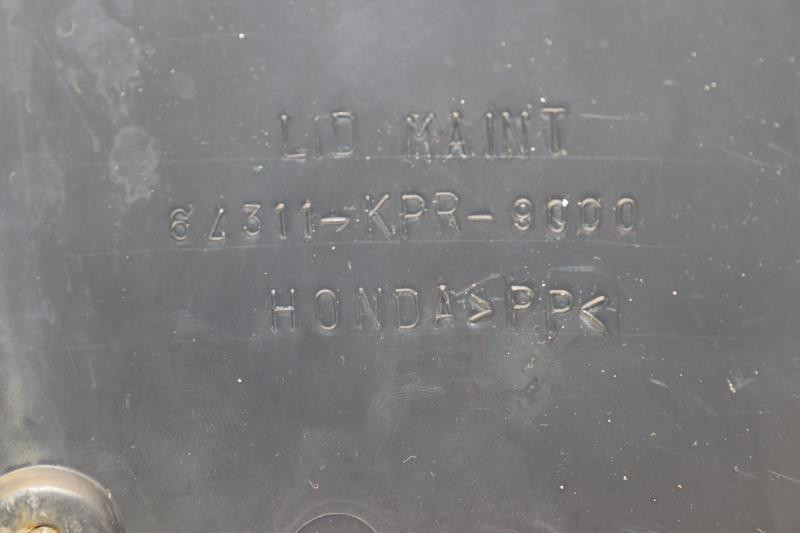 LID MAINT
64311-KPR-9000
HONDA>PP<